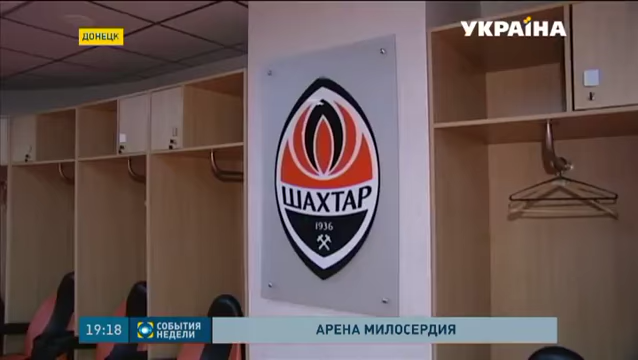 ДОНЕЦК
УКРАЇНА
ШАХТАР
1936
19:18
СОБЫТИЯ
НЕДЕЛИ
АРЕНА МИЛОСЕРДИЯ